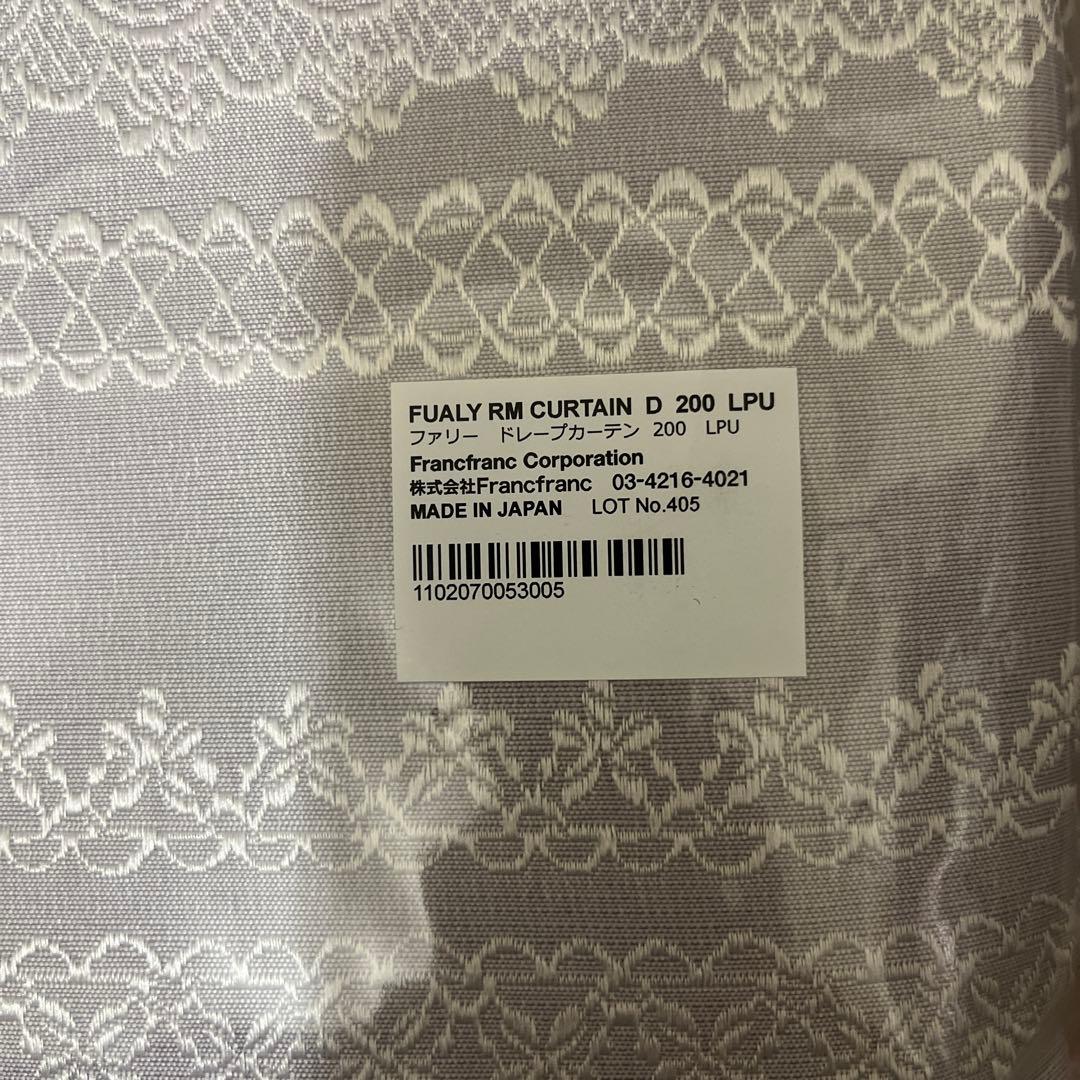 FUALY RM CURTAIN D 200 LPU
ファリー ドレープカーテン 200 LPU
Francfranc Corporation
株式会社Francfranc 03-4216-4021
MADE IN JAPAN LOT No.405
1102070053005